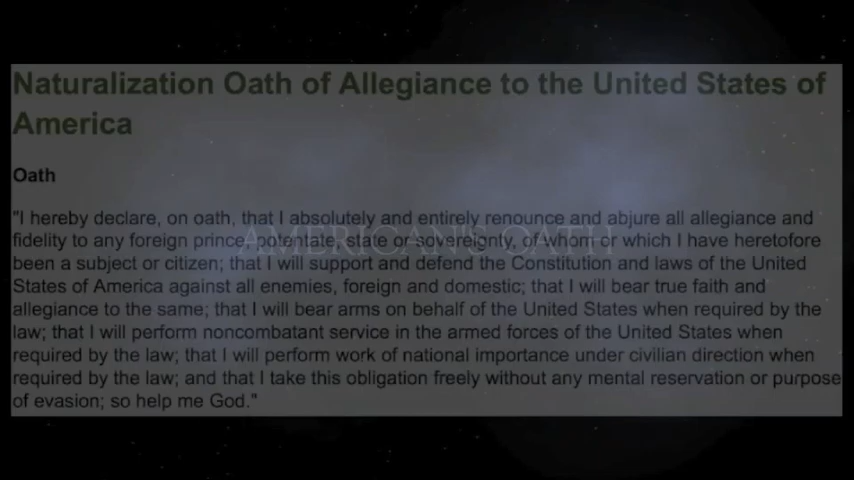 Naturalization Oath of Allegiance to the United States of
America
Oath
"I hereby declare, on oath, that I absolutely and entirely renounce and abjure all allegiance and
fidelity to any foreign prince, potentate, state or sovereignty, of whom or which I have heretofore
been a subject or citizen; that I will support and defend the Constitution and laws of the United
States of America against all enemies, foreign and domestic; that I will bear true faith and
allegiance to the same; that I will bear arms on behalf of the United States when required by the
law; that I will perform noncombatant service in the armed forces of the United States when
required by the law; that I will perform work of national importance under civilian direction when
required by the law; and that I take this obligation freely without any mental reservation or purpose
of evasion; so help me God."
AMERICAN'S OATH